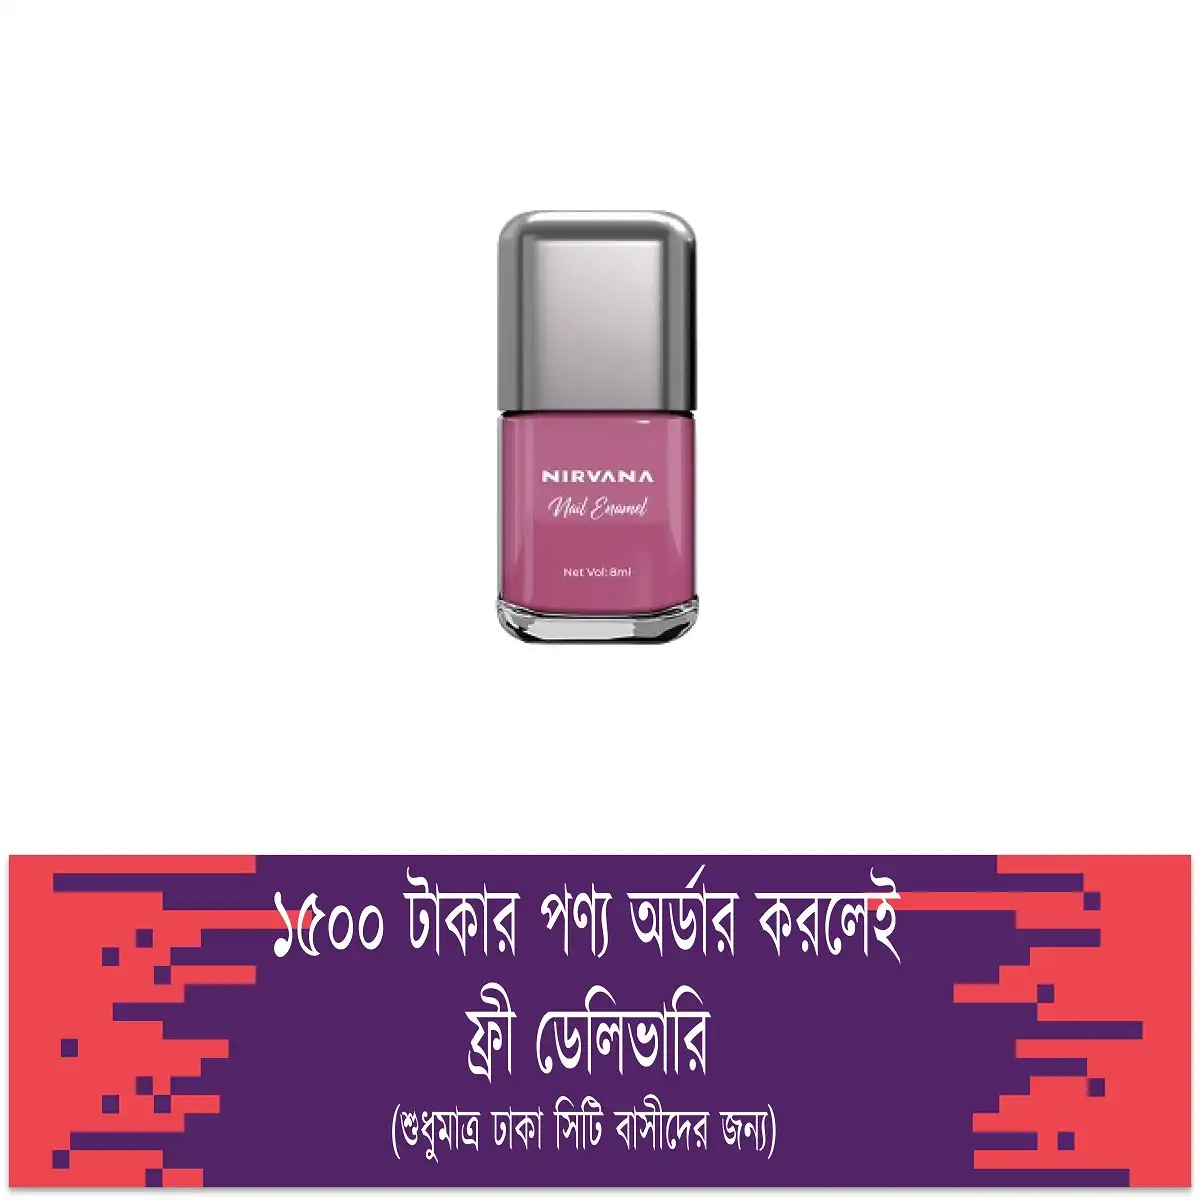 NIRVANA
Nail Enamel
Net Vol: 8ml
১৫০০ টাকার পণ্য অর্ডার করলেই
ফ্রী ডেলিভারি
(শুধুমাত্র ঢাকা সিটি বাসীদের জন্য)